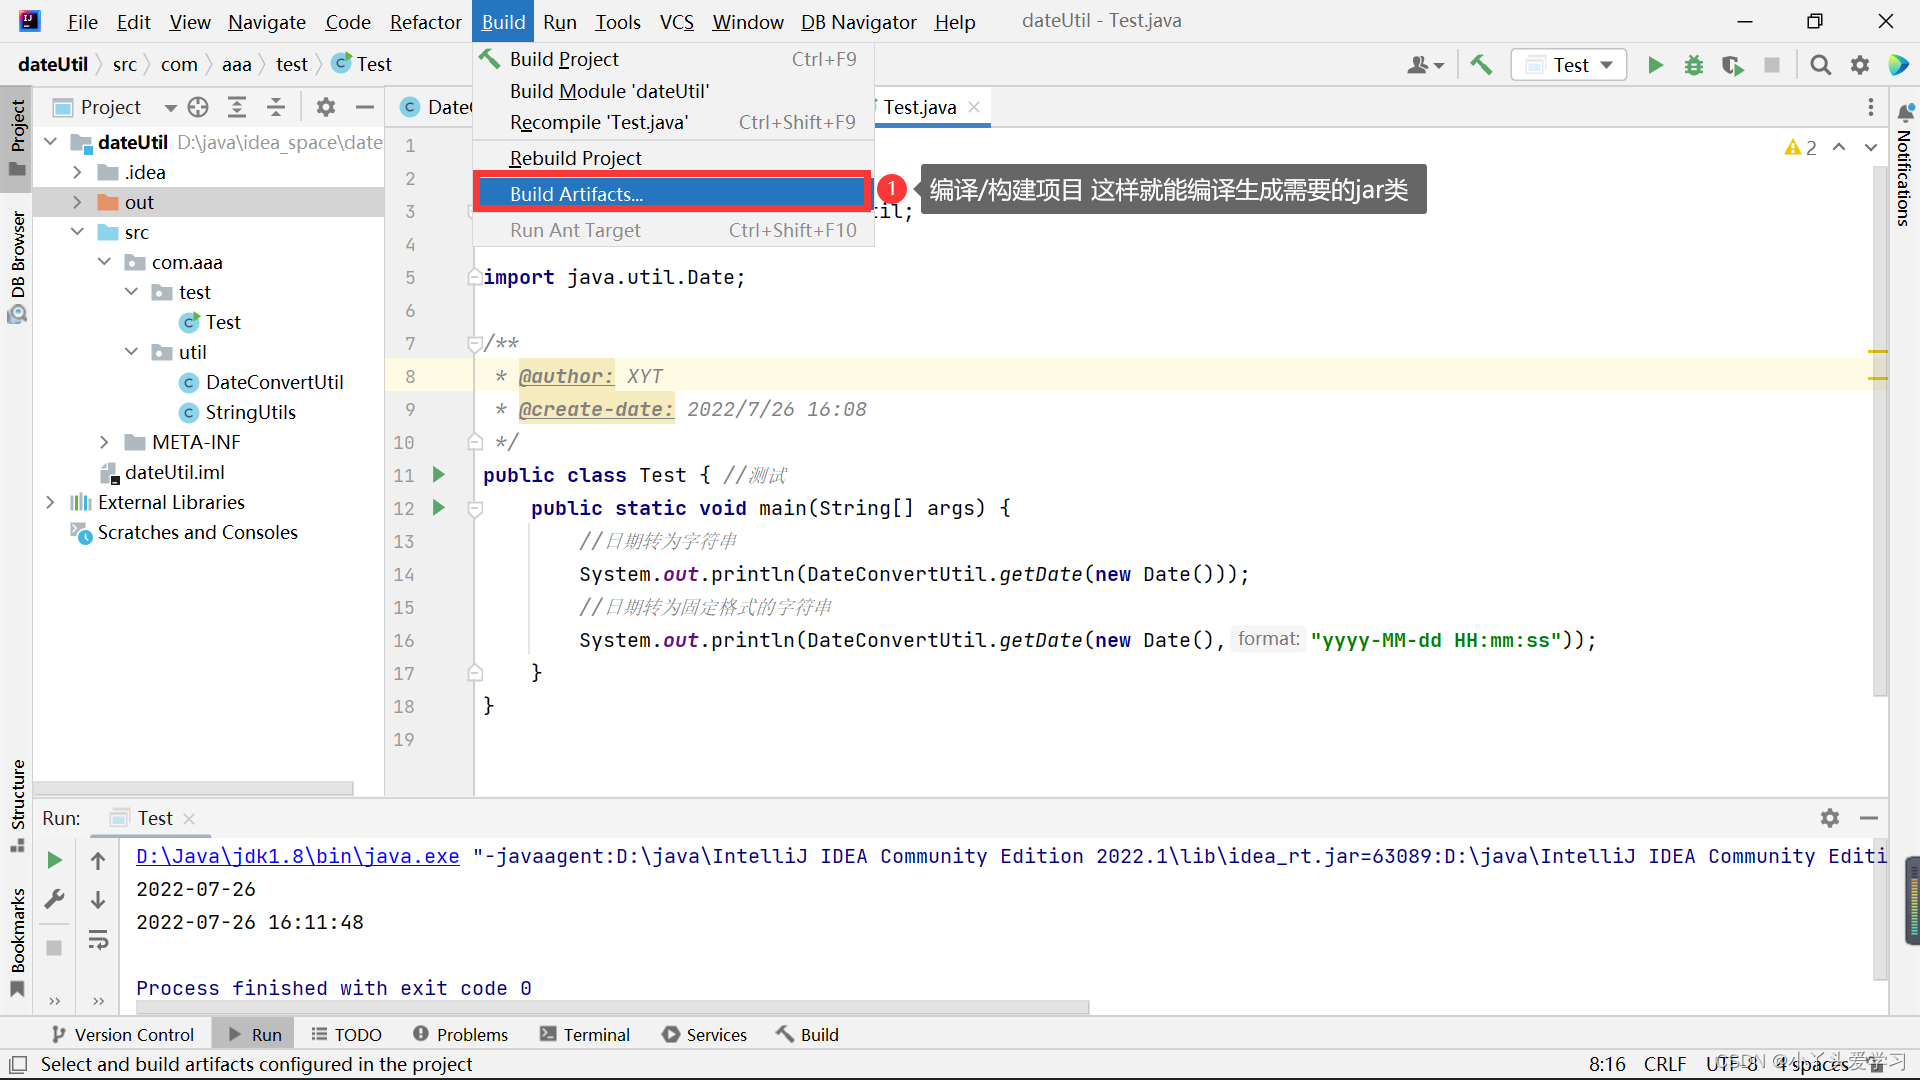 File Edit View Navigate Code Refactor Build Run Tools VCS Window DB Navigator Help dateUtil - Test.java
dateUtil src com aaa test Test
Test
Build Project Ctrl+F9
Build Module 'dateUtil'
Recompile 'Test.java' Ctrl+Shift+F9
Rebuild Project
Build Artifacts...
Run Ant Target Ctrl+Shift+F10
1 编译/构建项目 这样就能编译生成需要的jar类
Project
Project
DB Browser
Structure
Bookmarks
Notifications
dateUtil D:\java\idea_space\date
.idea
out
src
com.aaa
test
Test
util
DateConvertUtil
StringUtils
META-INF
dateUtil.iml
External Libraries
Scratches and Consoles
Test.java
2
1
2
3 til;
4
5 import java.util.Date;
6
7 /**
8 * @author: XYT
9 * @create-date: 2022/7/26 16:08
10 */
11 public class Test { //测试
12 public static void main(String[] args) {
13 //日期转为字符串
14 System.out.println(DateConvertUtil.getDate(new Date()));
15 //日期转为固定格式的字符串
16 System.out.println(DateConvertUtil.getDate(new Date(), format: "yyyy-MM-dd HH:mm:ss"));
17 }
18 }
19
Run: Test
D:\Java\jdk1.8\bin\java.exe "-javaagent:D:\java\IntelliJ IDEA Community Edition 2022.1\lib\idea_rt.jar=63089:D:\java\IntelliJ IDEA Community Editi
2022-07-26
2022-07-26 16:11:48
Process finished with exit code 0
Version Control Run TODO Problems Terminal Services Build
Select and build artifacts configured in the project 8:16 CRLF UTF-8 4 spaces
CSDN @小丫头爱学习